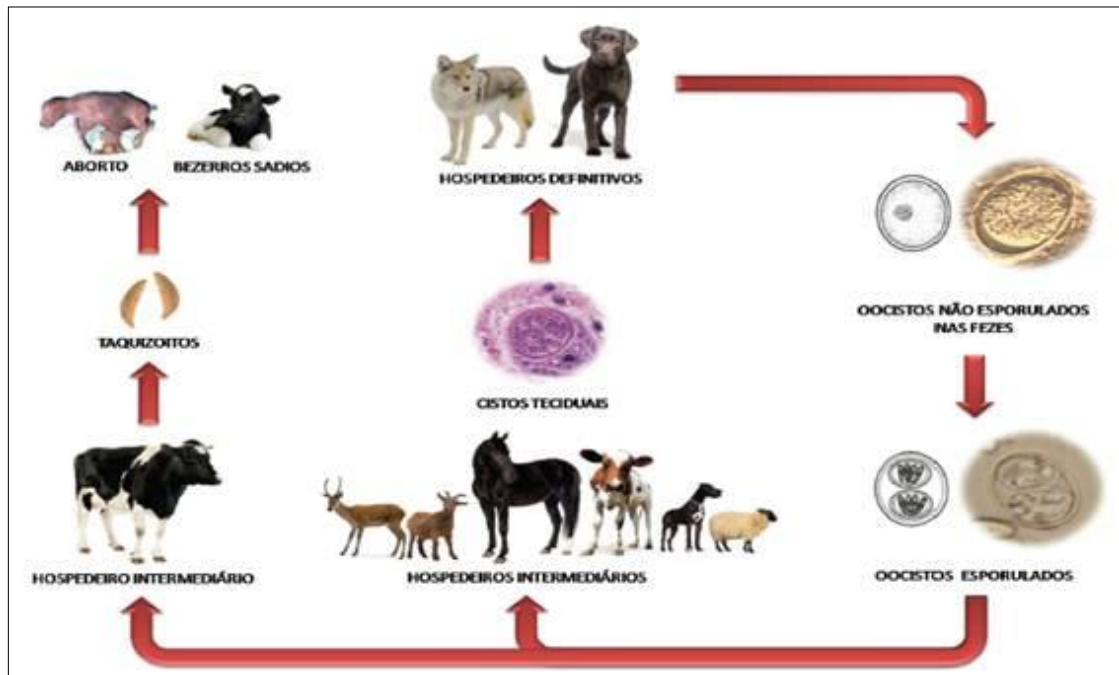 ABORTO
BEZERROS SADIOS
HOSPEDEIROS DEFINITIVOS
TAQUIZOITOS
CISTOS TECIDUAIS
OOCISTOS NÃO ESPORULADOS
NAS FEZES
HOSPEDEIRO INTERMEDIÁRIO
HOSPEDEIROS INTERMEDIÁRIOS
OOCISTOS ESPORULADOS